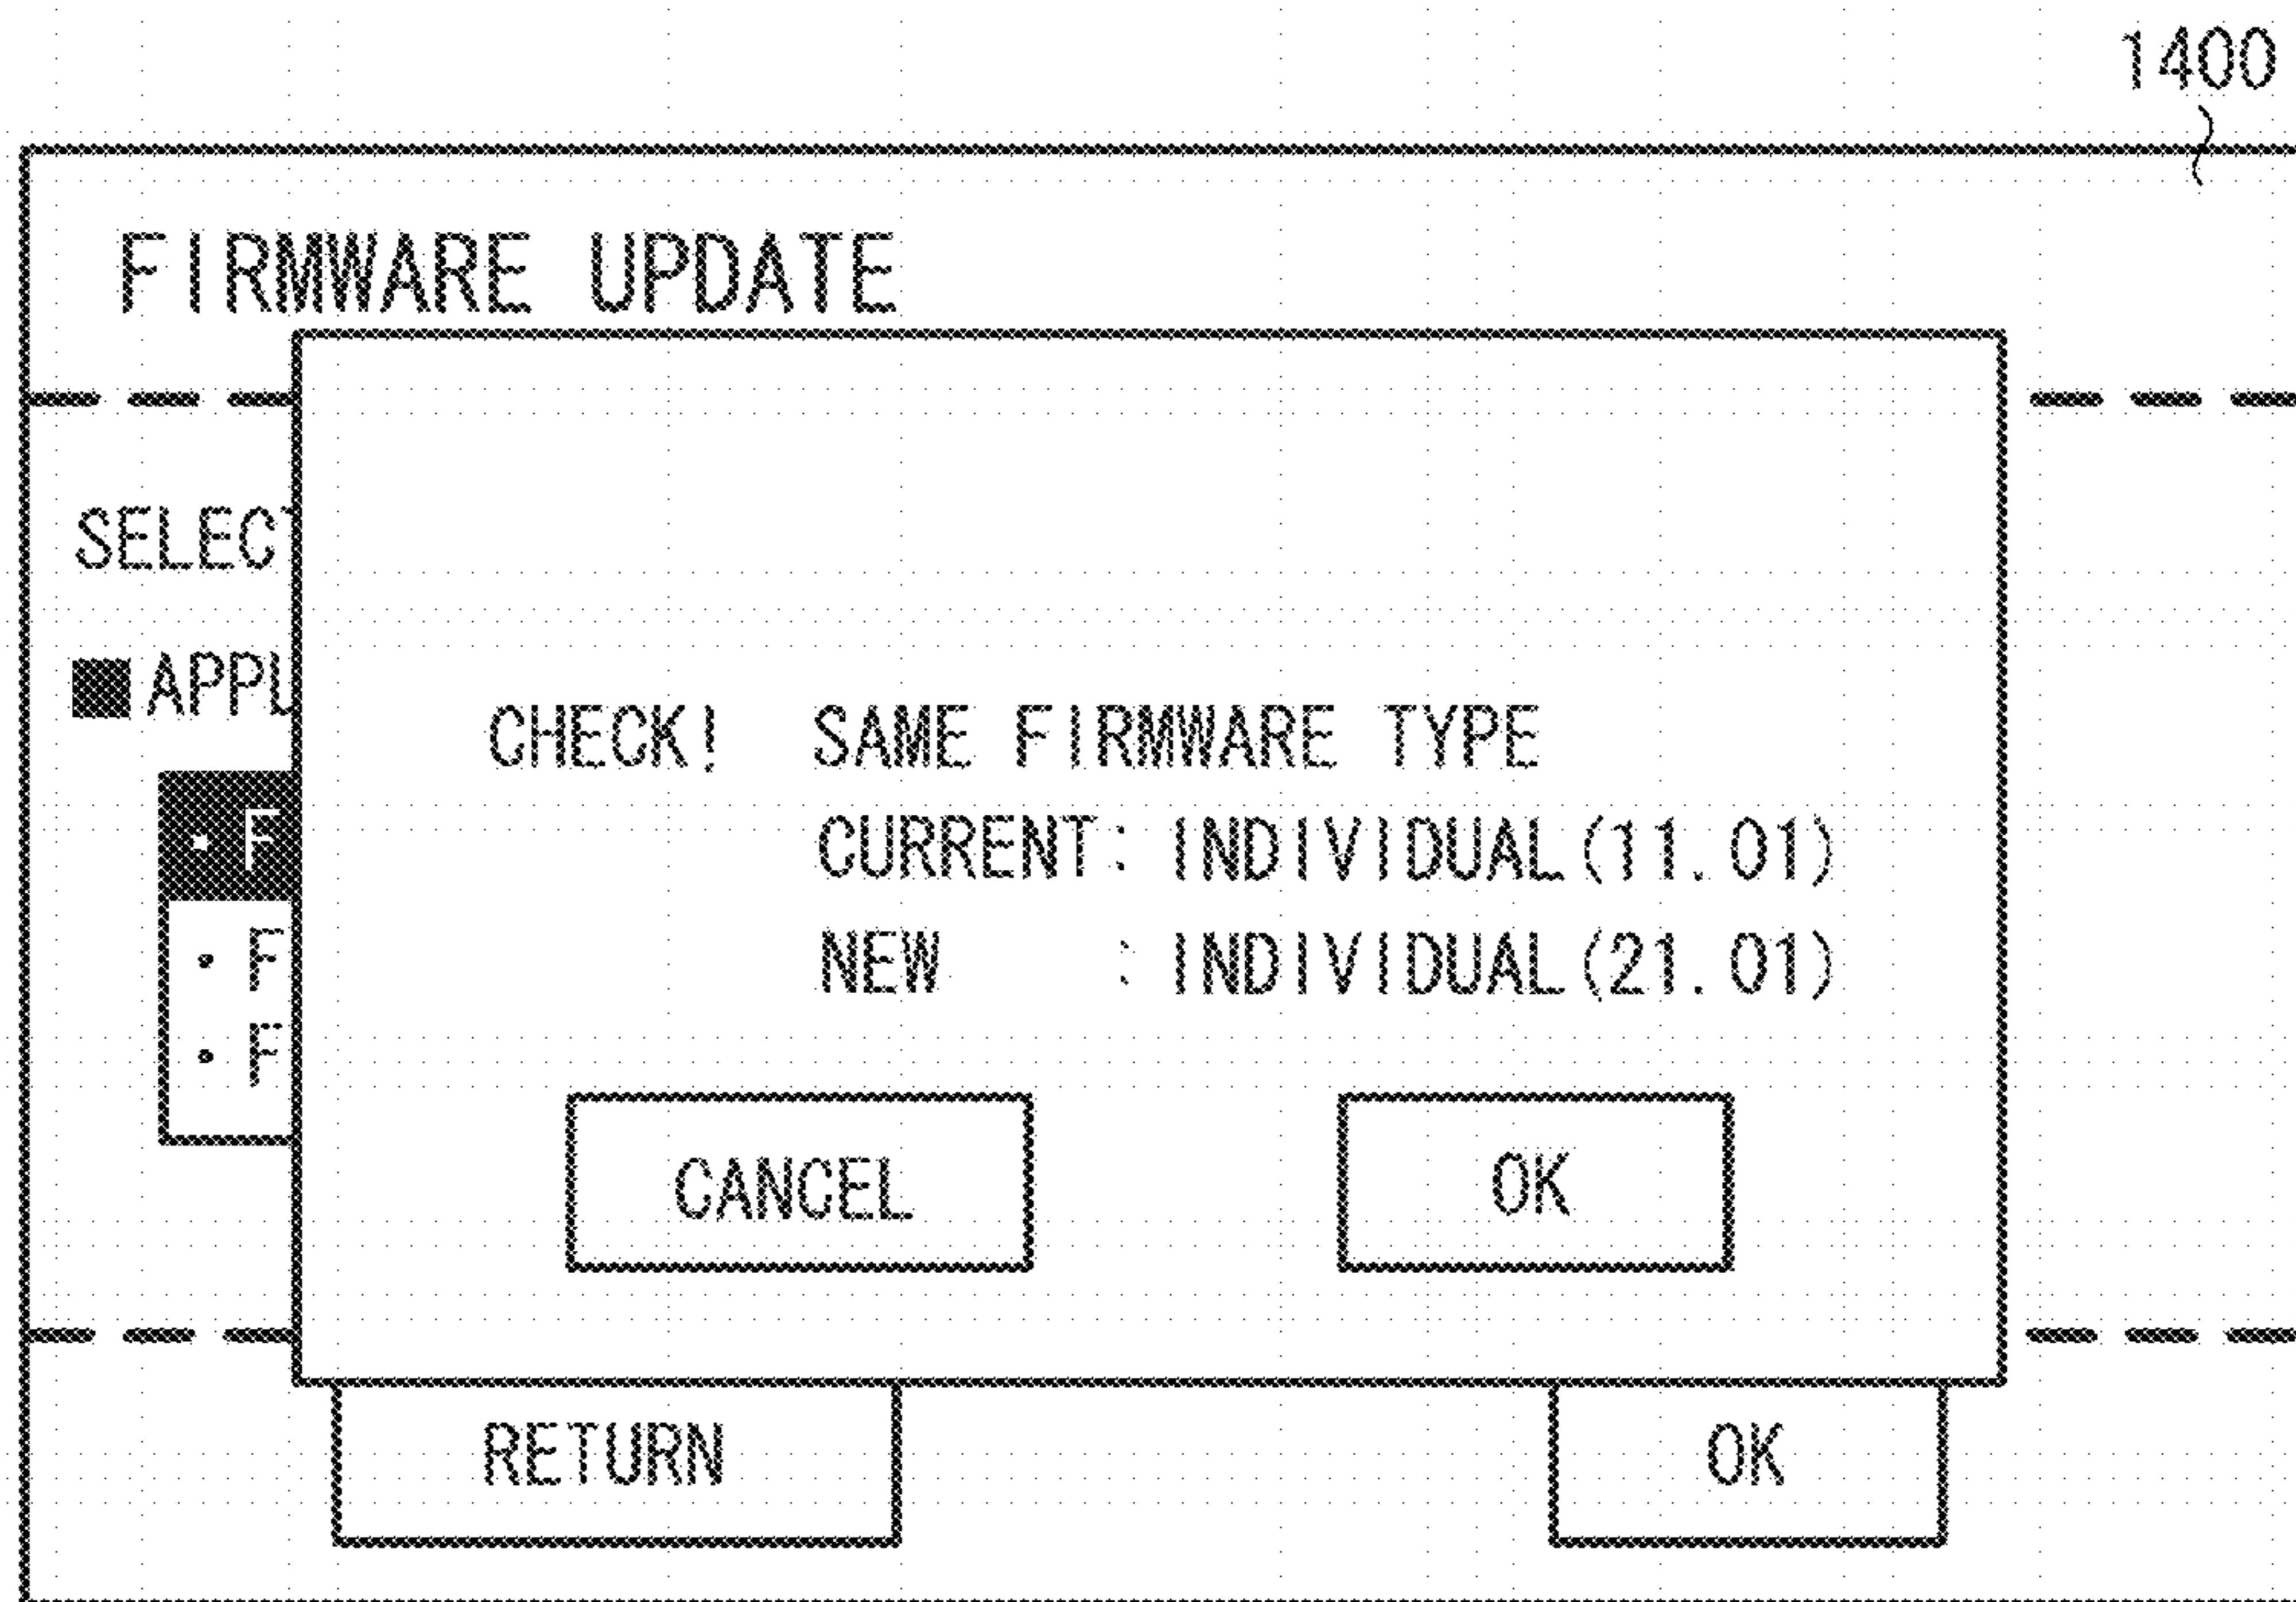 1400
FIRMWARE UPDATE
SELECT
APPL
CHECK! SAME FIRMWARE TYPE
・F
CURRENT: INDIVIDUAL(11.01)
・F
NEW : INDIVIDUAL(21.01)
・F
CANCEL OK
RETURN OK